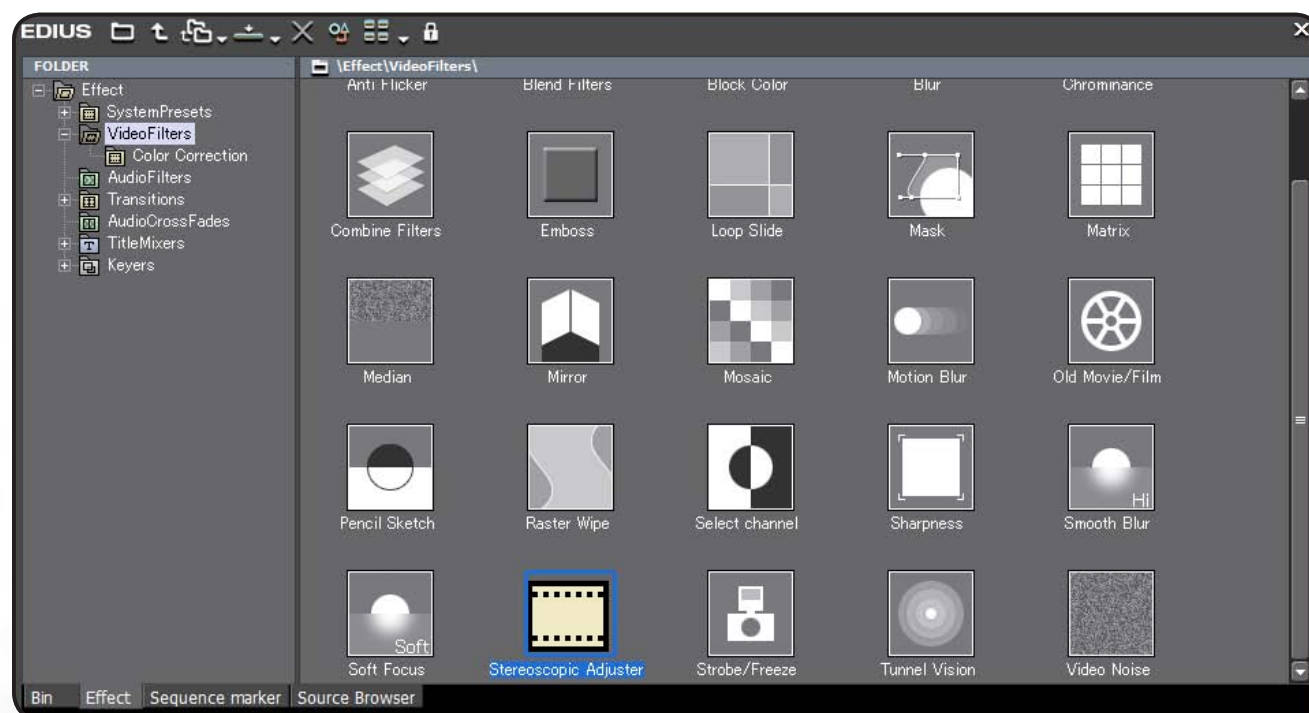 EDIUS
FOLDER
\Effect\VideoFilters\
Effect
SystemPresets
VideoFilters
Color Correction
AudioFilters
Transitions
AudioCrossFades
TitleMixers
Keyers
Anti Flicker Blend Filters Block Color Blur Chrominance
Combine Filters Emboss Loop Slide Mask Matrix
Median Mirror Mosaic Motion Blur Old Movie/Film
Hi
Pencil Sketch Raster Wipe Select channel Sharpness Smooth Blur
Soft
Soft Focus Stereoscopic Adjuster Strobe/Freeze Tunnel Vision Video Noise
Bin Effect Sequence marker Source Browser